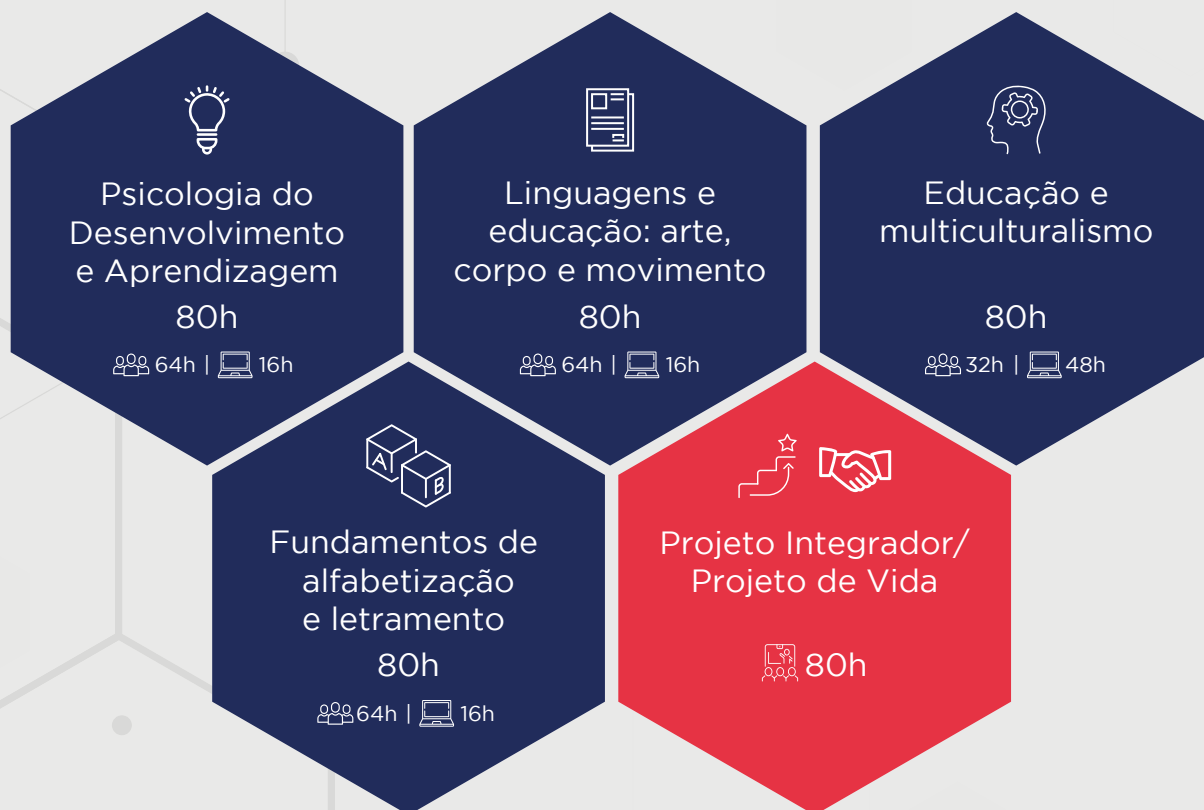 Psicologia do
Desenvolvimento
e Aprendizagem
80h
64h | 16h
Linguagens e
educação: arte,
corpo e movimento
80h
64h | 16h
Educação e
multiculturalismo
80h
32h | 48h
A B
Fundamentos de
alfabetização
e letramento
80h
64h | 16h
Projeto Integrador/
Projeto de Vida
80h